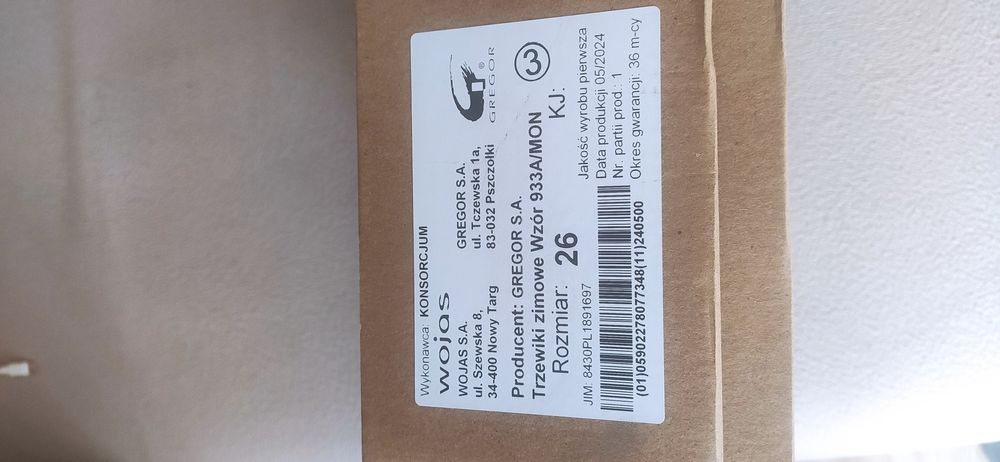 Wykonawca: KONSORCJUM
wojas
WOJAS S.A.
ul. Szewska 8,
34-400 Nowy Targ
GREGOR S.A.
ul. Tczewska 1a,
83-032 Pszczółki
®
GREGOR
Producent: GREGOR S.A.
Trzewiki zimowe Wzór 933A/MON
3
Rozmiar: 26
KJ:
JIM: 8430PL1891697
(01)05902278077348(11)240500
Jakość wyrobu pierwsza
Data produkcji 05/2024
Nr. partii prod.: 1
Okres gwarancji: 36 m-cy